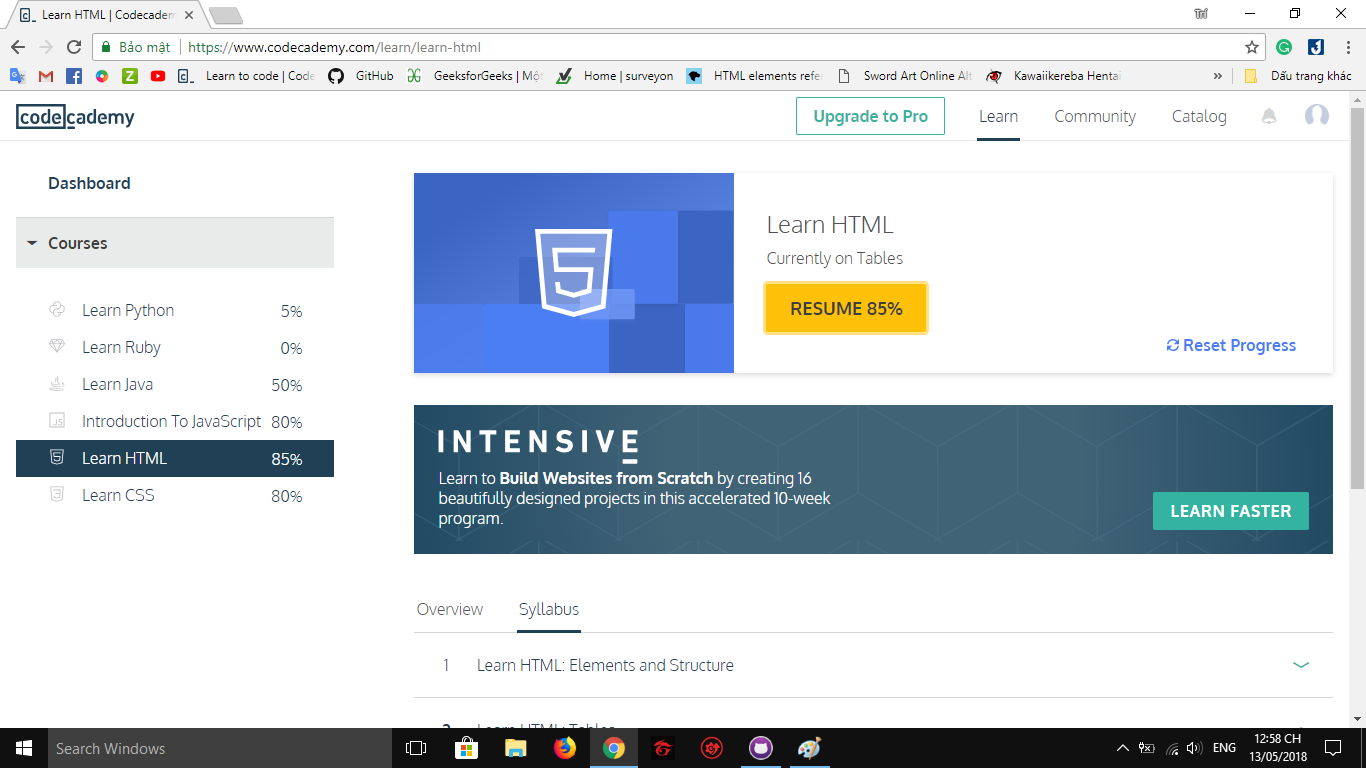 Learn HTML | Codecadem
Trí
Bảo mật
https://www.codecademy.com/learn/learn-html
Learn to code | Code
GitHub
GeeksforGeeks | Mộ
Home | surveyon
HTML elements refe
Sword Art Online Alt
Kawaiikereba Hentai
»
Dấu trang khác
codecademy
Upgrade to Pro
Learn
Community
Catalog
Dashboard
Courses
Learn Python 5%
Learn Ruby 0%
Learn Java 50%
Introduction To JavaScript 80%
Learn HTML 85%
Learn CSS 80%
Learn HTML
Currently on Tables
RESUME 85%
Reset Progress
INTENSIVE
Learn to Build Websites from Scratch by creating 16
beautifully designed projects in this accelerated 10-week
program.
LEARN FASTER
Overview
Syllabus
1 Learn HTML: Elements and Structure
2 Learn HTML: Tables
Search Windows
ENG
12:58 CH
13/05/2018